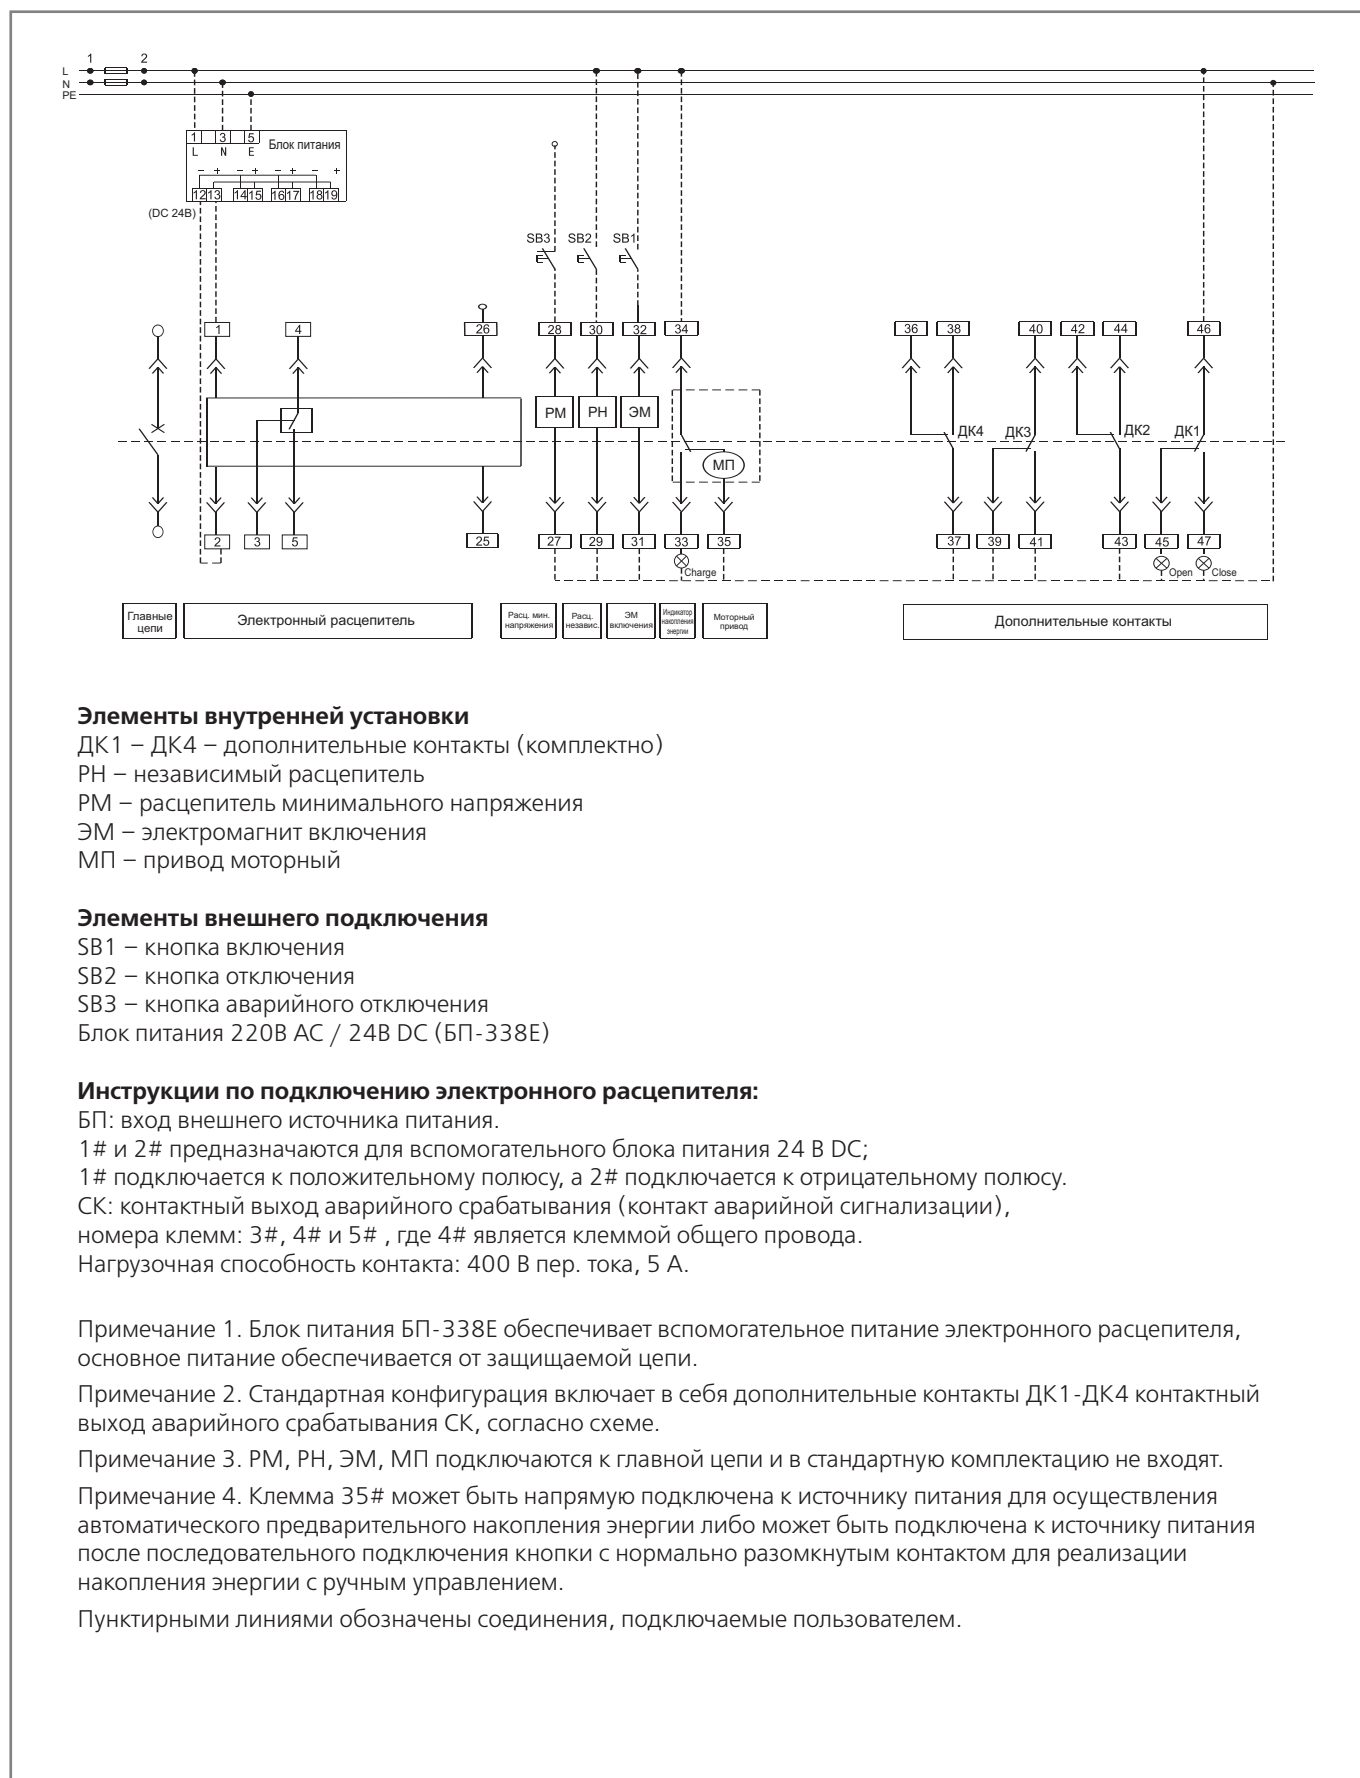 1 2
L
N
PE
1 3 5
L N E
Блок питания
– + – + – + – +
12 13 14 15 16 17 18 19
(DC 24В)
SB3 SB2 SB1
1 4 26 28 30 32 34 36 38 40 42 44 46
РМ РН ЭМ
ДК4 ДК3 ДК2 ДК1
МП
2 3 5 25 27 29 31 33 35 37 39 41 43 45 47
Charge Open Close
Главные цепи
Электронный расцепитель
Расц. мин. напряжения
Расц. независ.
ЭМ включения
Индикатор накопления энергии
Моторный привод
Дополнительные контакты
Элементы внутренней установки
ДК1 – ДК4 – дополнительные контакты (комплектно)
РН – независимый расцепитель
РМ – расцепитель минимального напряжения
ЭМ – электромагнит включения
МП – привод моторный
Элементы внешнего подключения
SB1 – кнопка включения
SB2 – кнопка отключения
SB3 – кнопка аварийного отключения
Блок питания 220В AC / 24В DC (БП-338Е)
Инструкции по подключению электронного расцепителя:
БП: вход внешнего источника питания.
1# и 2# предназначаются для вспомогательного блока питания 24 В DC;
1# подключается к положительному полюсу, а 2# подключается к отрицательному полюсу.
СК: контактный выход аварийного срабатывания (контакт аварийной сигнализации),
номера клемм: 3#, 4# и 5# , где 4# является клеммой общего провода.
Нагрузочная способность контакта: 400 В пер. тока, 5 А.
Примечание 1. Блок питания БП-338Е обеспечивает вспомогательное питание электронного расцепителя,
основное питание обеспечивается от защищаемой цепи.
Примечание 2. Стандартная конфигурация включает в себя дополнительные контакты ДК1-ДК4 контактный
выход аварийного срабатывания СК, согласно схеме.
Примечание 3. РМ, РН, ЭМ, МП подключаются к главной цепи и в стандартную комплектацию не входят.
Примечание 4. Клемма 35# может быть напрямую подключена к источнику питания для осуществления
автоматического предварительного накопления энергии либо может быть подключена к источнику питания
после последовательного подключения кнопки с нормально разомкнутым контактом для реализации
накопления энергии с ручным управлением.
Пунктирными линиями обозначены соединения, подключаемые пользователем.